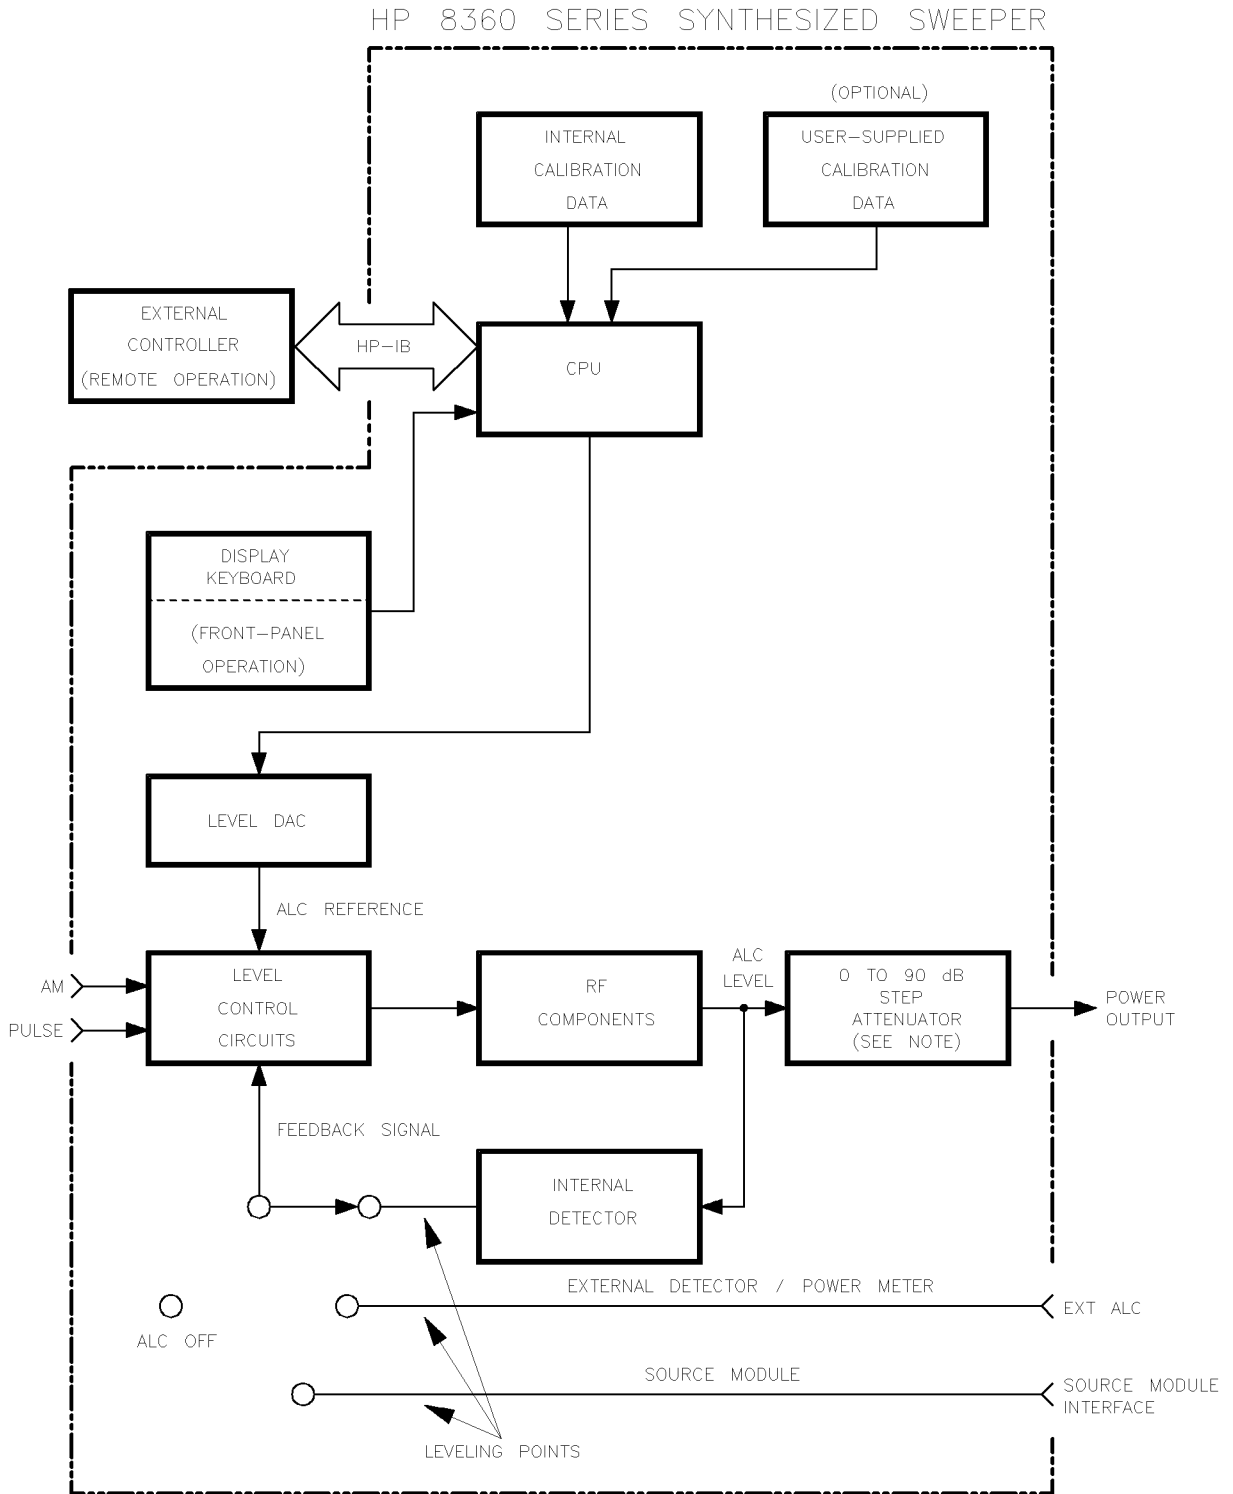 HP 8360 SERIES SYNTHESIZED SWEEPER
(OPTIONAL)
INTERNAL
CALIBRATION
DATA
USER-SUPPLIED
CALIBRATION
DATA
EXTERNAL
CONTROLLER
(REMOTE OPERATION)
HP-IB
CPU
DISPLAY
KEYBOARD
(FRONT-PANEL
OPERATION)
LEVEL DAC
ALC REFERENCE
AM
PULSE
LEVEL
CONTROL
CIRCUITS
RF
COMPONENTS
ALC
LEVEL
0 TO 90 dB
STEP
ATTENUATOR
(SEE NOTE)
POWER
OUTPUT
FEEDBACK SIGNAL
INTERNAL
DETECTOR
EXTERNAL DETECTOR / POWER METER
EXT ALC
ALC OFF
SOURCE MODULE
SOURCE MODULE
INTERFACE
LEVELING POINTS